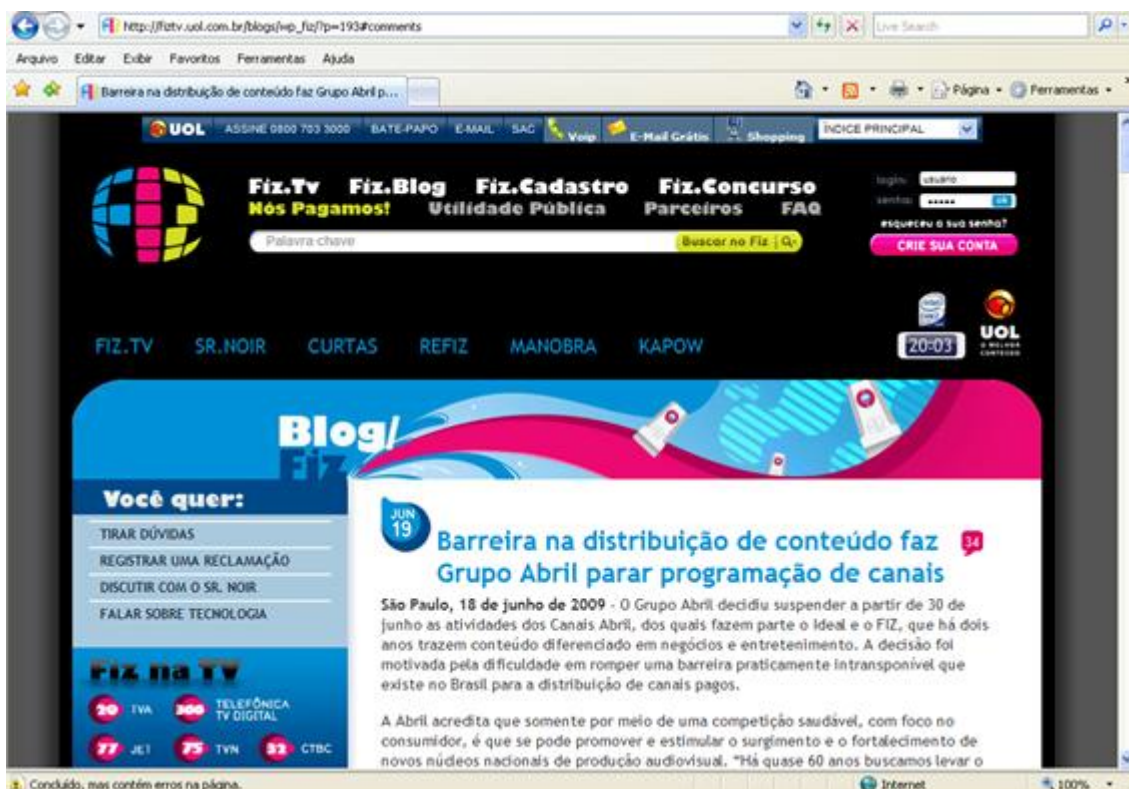 http://fiztv.uol.com.br/blogs/wp_fiz/?p=193#comments
Live Search
Arquivo Editar Exibir Favoritos Ferramentas Ajuda
Barreira na distribuição de conteúdo faz Grupo Abril p...
Página
Ferramentas
UOL ASSINE 0800 703 3000 BATE-PAPO E-MAIL SAC Voip E-Mail Grátis Shopping ÍNDICE PRINCIPAL
Fiz.Tv Fiz.Blog Fiz.Cadastro Fiz.Concurso
Nós Pagamos! Utilidade Pública Parceiros FAQ
Palavra chave Buscar no Fiz
login: usuário
senha: ••••• ok
esqueceu a sua senha?
CRIE SUA CONTA
FIZ.TV SR.NOIR CURTAS REFIZ MANOBRA KAPOW
20:03
UOL
O MELHOR
CONTEÚDO
Blog/
Fiz
Você quer:
TIRAR DÚVIDAS
REGISTRAR UMA RECLAMAÇÃO
DISCUTIR COM O SR. NOIR
FALAR SOBRE TECNOLOGIA
Fiz na TV
20 TVA 300 TELEFÔNICA TV DIGITAL
77 JET 75 TVN 52 CTBC
JUN
19
Barreira na distribuição de conteúdo faz 34
Grupo Abril parar programação de canais
São Paulo, 18 de junho de 2009 - O Grupo Abril decidiu suspender a partir de 30 de
junho as atividades dos Canais Abril, dos quais fazem parte o Ideal e o FIZ, que há dois
anos trazem conteúdo diferenciado em negócios e entretenimento. A decisão foi
motivada pela dificuldade em romper uma barreira praticamente intransponível que
existe no Brasil para a distribuição de canais pagos.
A Abril acredita que somente por meio de uma competição saudável, com foco no
consumidor, é que se pode promover e estimular o surgimento e o fortalecimento de
novos núcleos nacionais de produção audiovisual. "Há quase 60 anos buscamos levar o
Concluído, mas contém erros na página.
Internet
100%